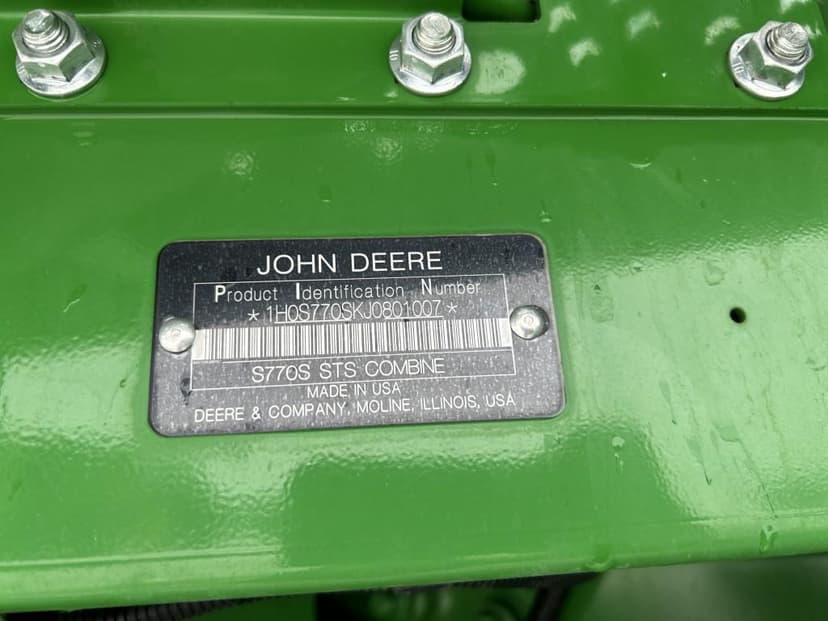 JOHN DEERE
Product Identification Number
*1H0S770SKJ0801007*
S770S STS COMBINE
MADE IN USA
DEERE & COMPANY, MOLINE, ILLINOIS, USA